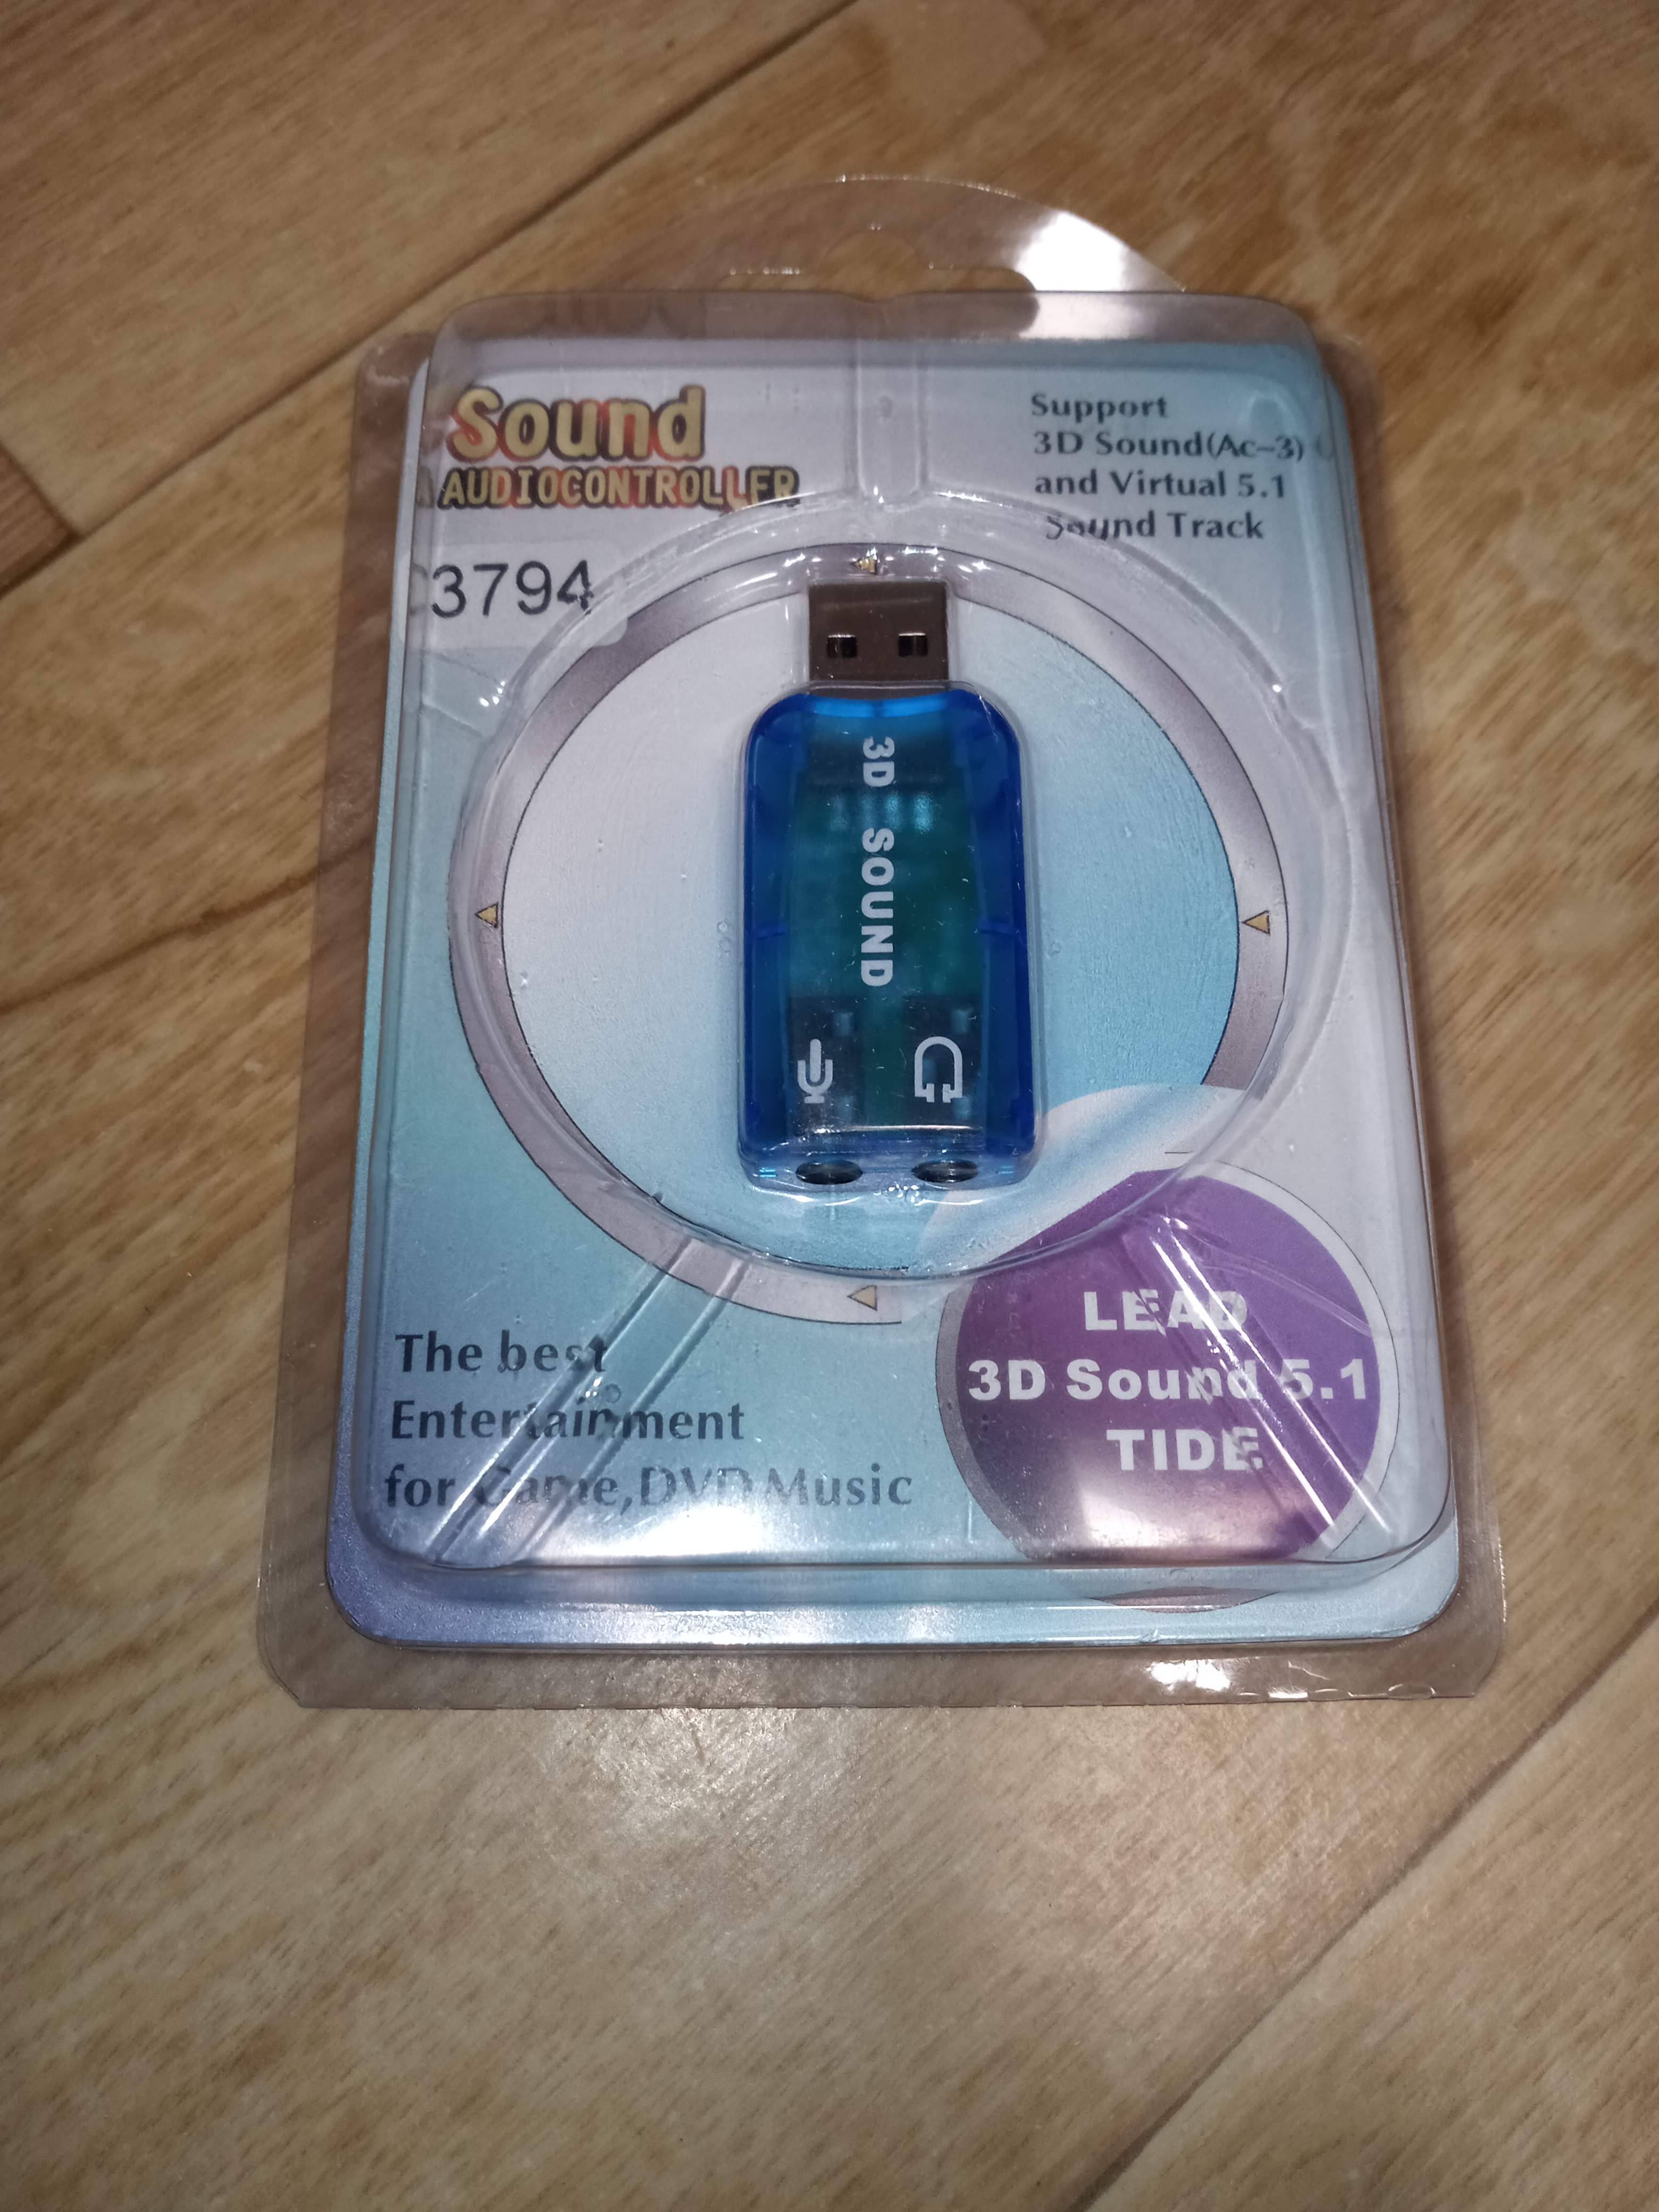 Sound
AUDIOCONTROLLER
Support
3D Sound(Ac-3)
and Virtual 5.1
Sound Track
3794
3D SOUND
LEAD
3D Sound 5.1
TIDE
The best
Entertainment
for Game,DVD Music